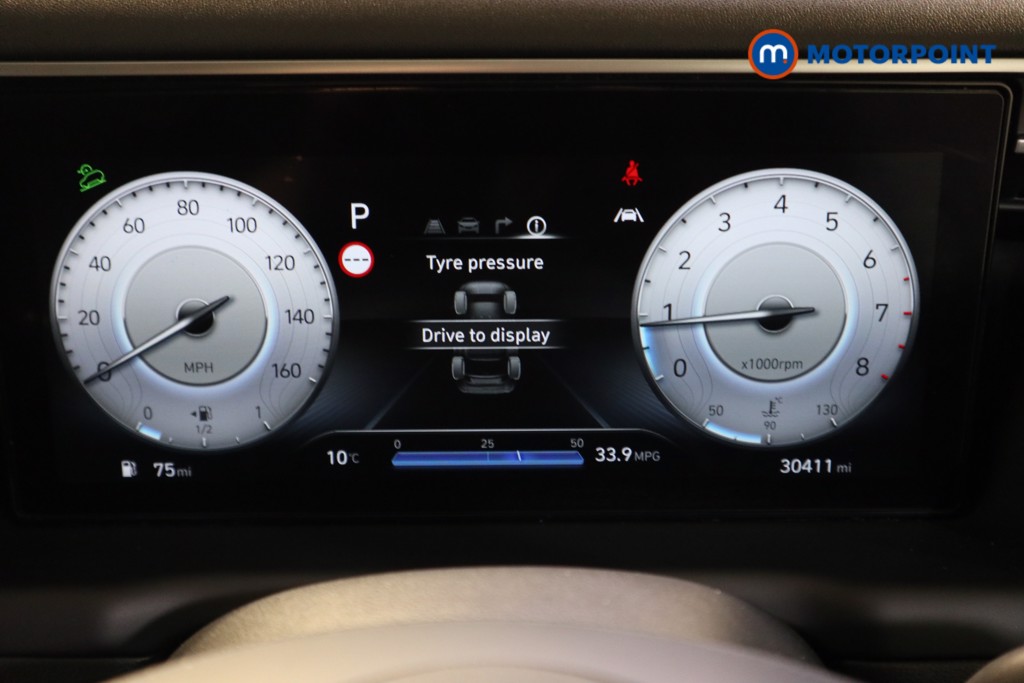 m MOTORPOINT
0 20 40 60 80 100 120 140 160
MPH
0 1/2 1
75mi
P
---
Tyre pressure
Drive to display
10°C
0 25 50
33.9 MPG
0 1 2 3 4 5 6 7 8
x1000rpm
50 90 130
30411 mi